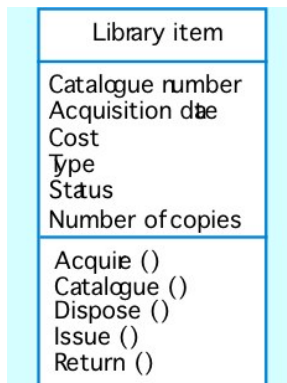 Library item
Catalogue number
Acquisition date
Cost
Type
Status
Number of copies
Acquire ()
Catalogue ()
Dispose ()
Issue ()
Return ()